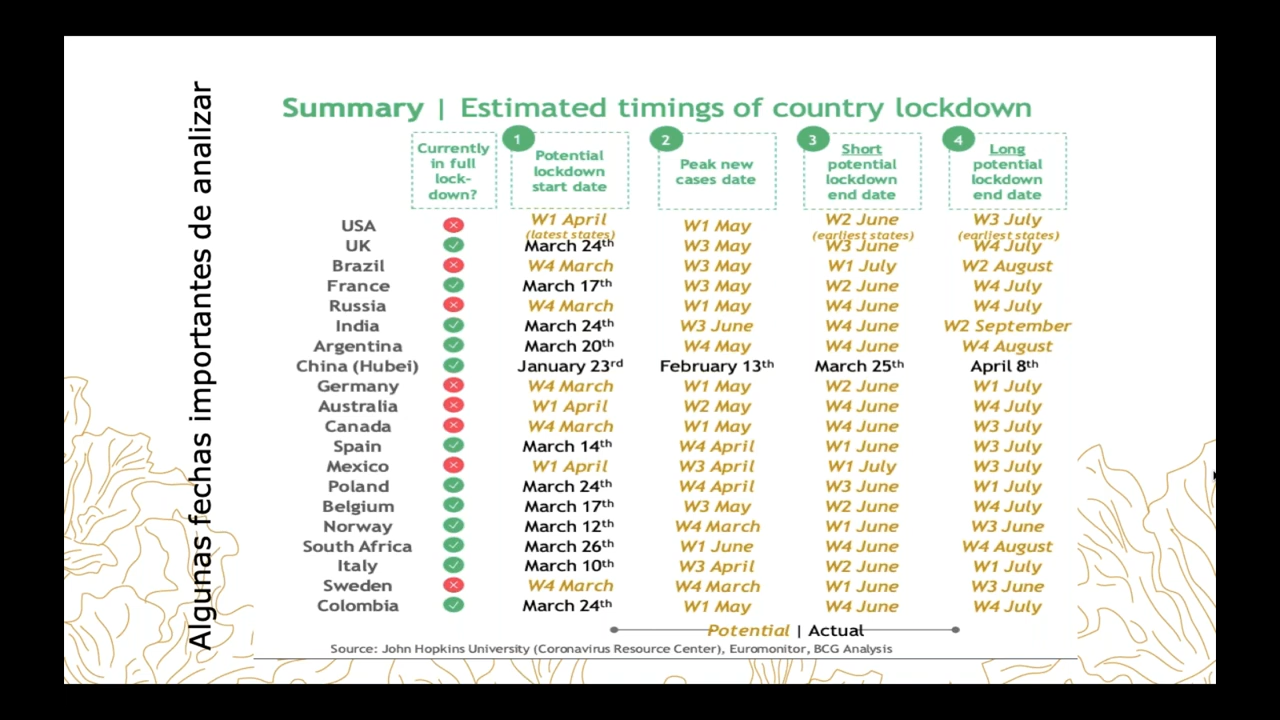 Algunas fechas importantes de analizar
Summary | Estimated timings of country lockdown
Currently in full lock-down?
1 Potential lockdown start date
2 Peak new cases date
3 Short potential lockdown end date
4 Long potential lockdown end date
USA W1 April (latest states) W1 May W2 June (earliest states) W3 July (earliest states)
UK March 24th W3 May W3 June W4 July
Brazil W4 March W3 May W1 July W2 August
France March 17th W3 May W2 June W4 July
Russia W4 March W1 May W4 June W4 July
India March 24th W3 June W4 June W2 September
Argentina March 20th W4 May W4 June W4 August
China (Hubei) January 23rd February 13th March 25th April 8th
Germany W4 March W1 May W2 June W1 July
Australia W1 April W2 May W4 June W4 July
Canada W4 March W1 May W4 June W3 July
Spain March 14th W4 April W1 June W3 July
Mexico W1 April W3 April W1 July W3 July
Poland March 24th W4 April W3 June W1 July
Belgium March 17th W3 May W2 June W4 July
Norway March 12th W4 March W1 June W3 June
South Africa March 26th W1 June W4 June W4 August
Italy March 10th W3 April W2 June W1 July
Sweden W4 March W4 March W1 June W3 June
Colombia March 24th W1 May W4 June W4 July
Potential | Actual
Source: John Hopkins University (Coronavirus Resource Center), Euromonitor, BCG Analysis